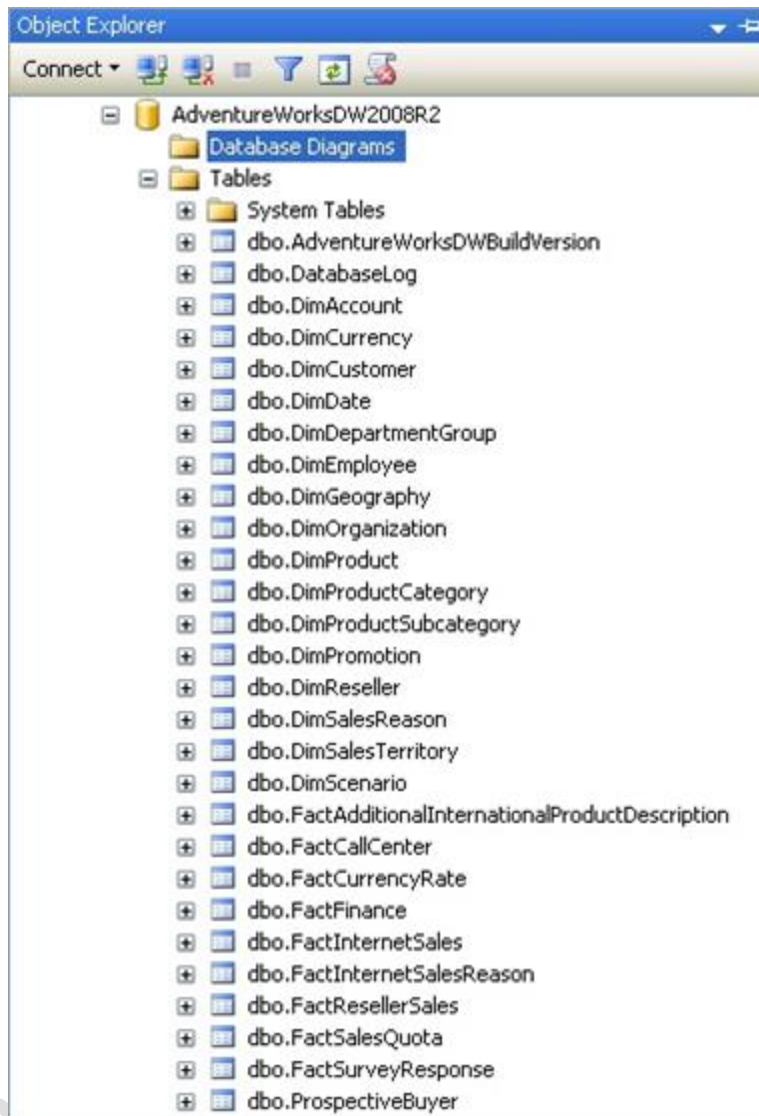 Object Explorer
Connect
AdventureWorksDW2008R2
Database Diagrams
Tables
System Tables
dbo.AdventureWorksDWBuildVersion
dbo.DatabaseLog
dbo.DimAccount
dbo.DimCurrency
dbo.DimCustomer
dbo.DimDate
dbo.DimDepartmentGroup
dbo.DimEmployee
dbo.DimGeography
dbo.DimOrganization
dbo.DimProduct
dbo.DimProductCategory
dbo.DimProductSubcategory
dbo.DimPromotion
dbo.DimReseller
dbo.DimSalesReason
dbo.DimSalesTerritory
dbo.DimScenario
dbo.FactAdditionalInternationalProductDescription
dbo.FactCallCenter
dbo.FactCurrencyRate
dbo.FactFinance
dbo.FactInternetSales
dbo.FactInternetSalesReason
dbo.FactResellerSales
dbo.FactSalesQuota
dbo.FactSurveyResponse
dbo.ProspectiveBuyer